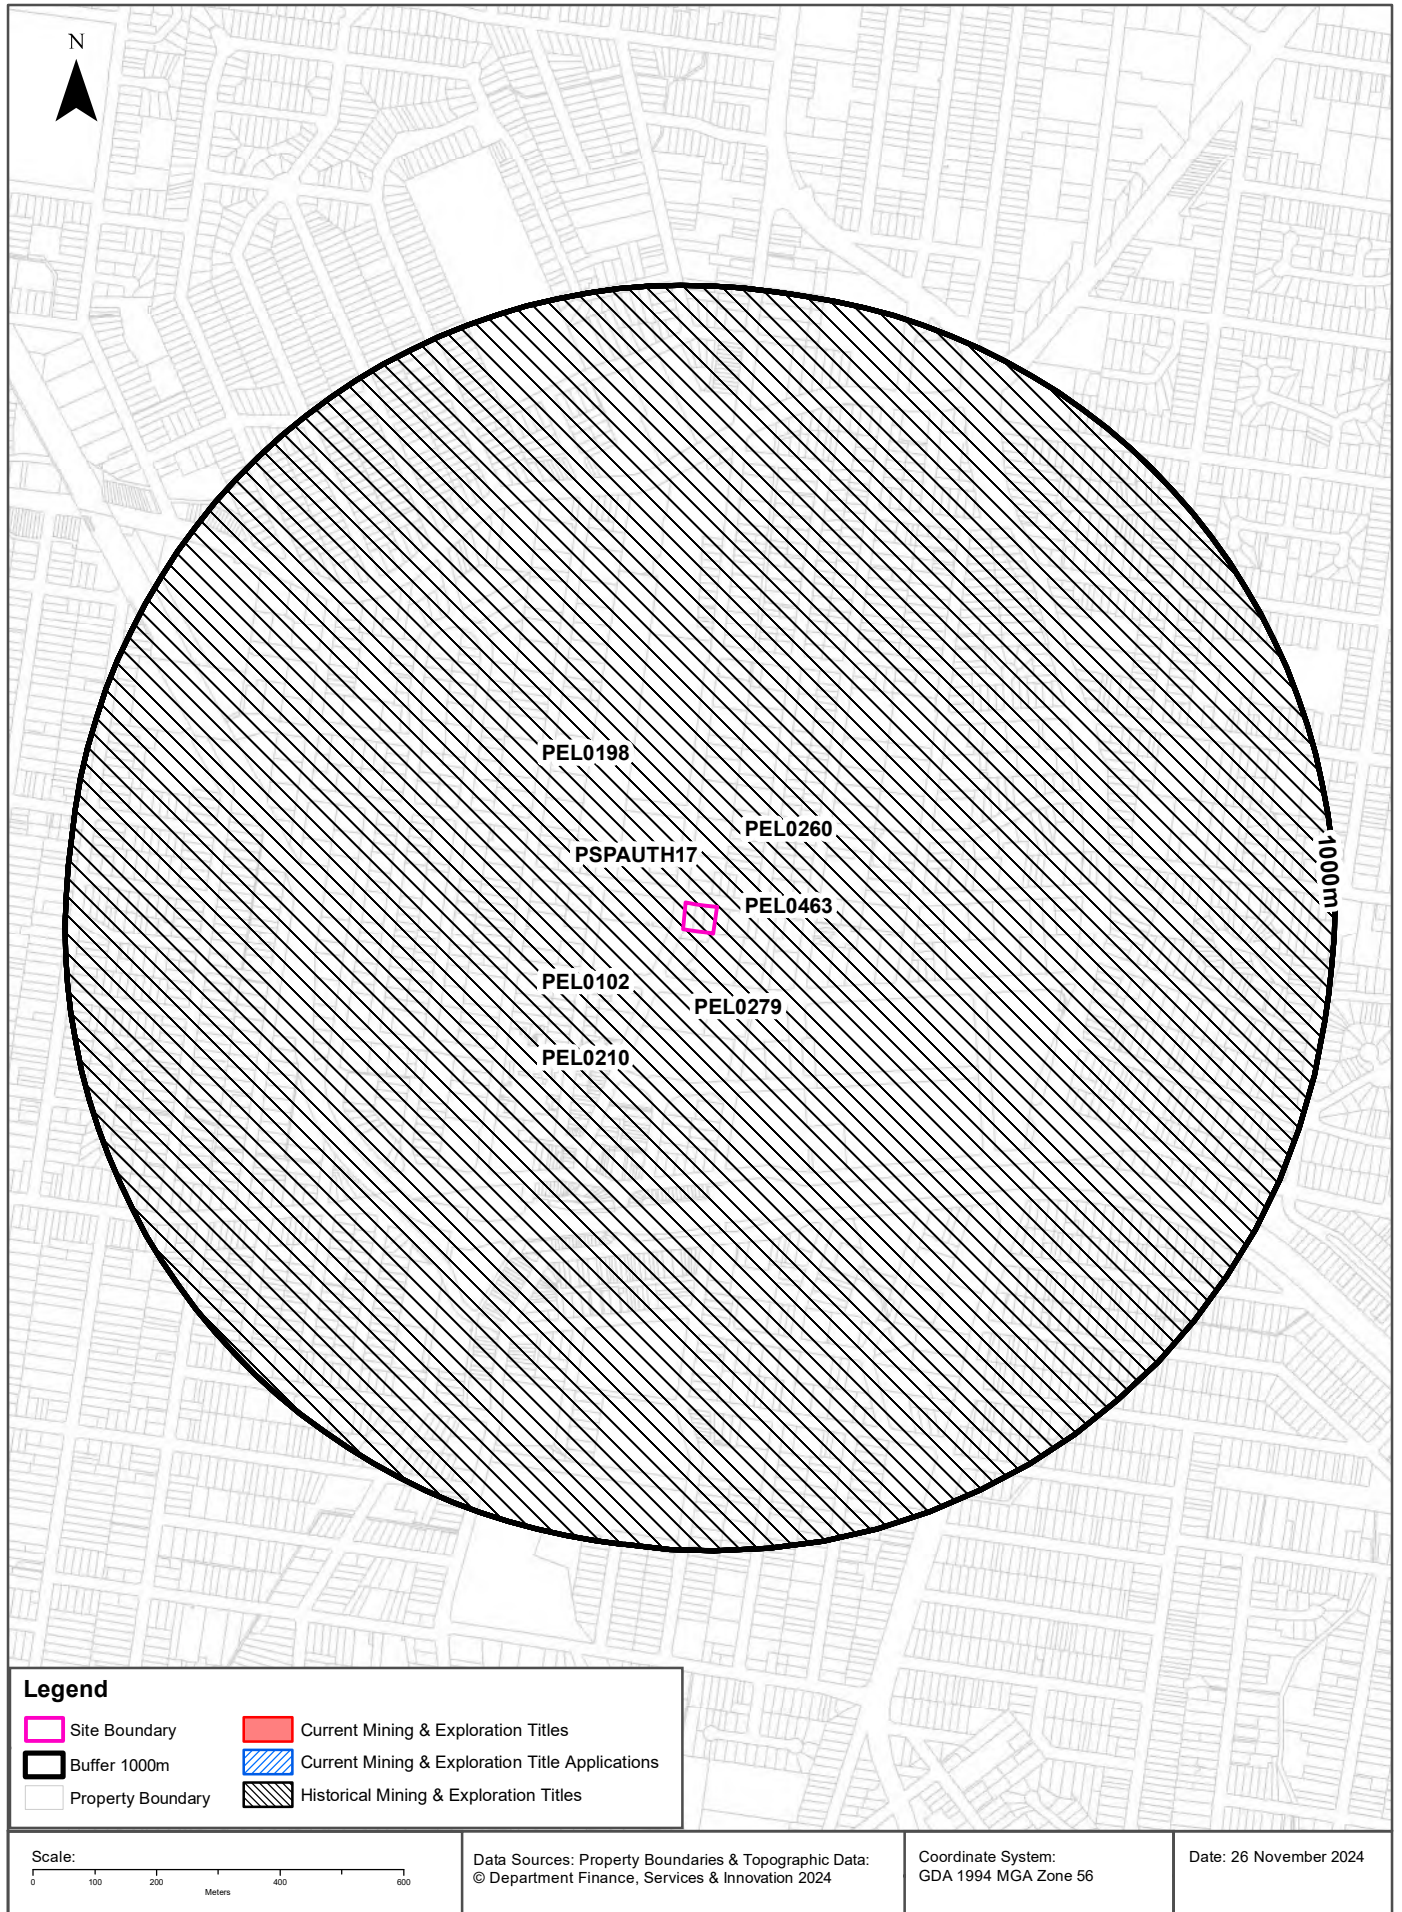 N
PEL0198
PEL0260
PSPAUTH17
1000m
PEL0463
PEL0102
PEL0279
PEL0210
Legend
Site Boundary
Buffer 1000m
Property Boundary
Current Mining & Exploration Titles
Current Mining & Exploration Title Applications
Historical Mining & Exploration Titles
Scale:
0 100 200 400 600
Meters
Data Sources: Property Boundaries & Topographic Data:
© Department Finance, Services & Innovation 2024
Coordinate System:
GDA 1994 MGA Zone 56
Date: 26 November 2024